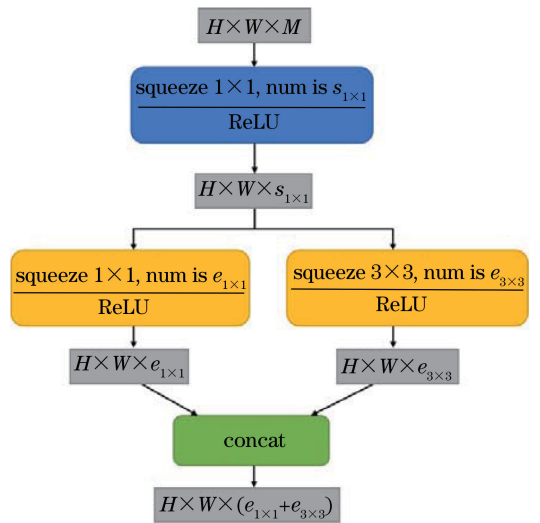 H×W×M
squeeze 1×1, num is s1×1
ReLU
H×W×s1×1
squeeze 1×1, num is e1×1
ReLU
squeeze 3×3, num is e3×3
ReLU
H×W×e1×1
H×W×e3×3
concat
H×W×(e1×1+e3×3)